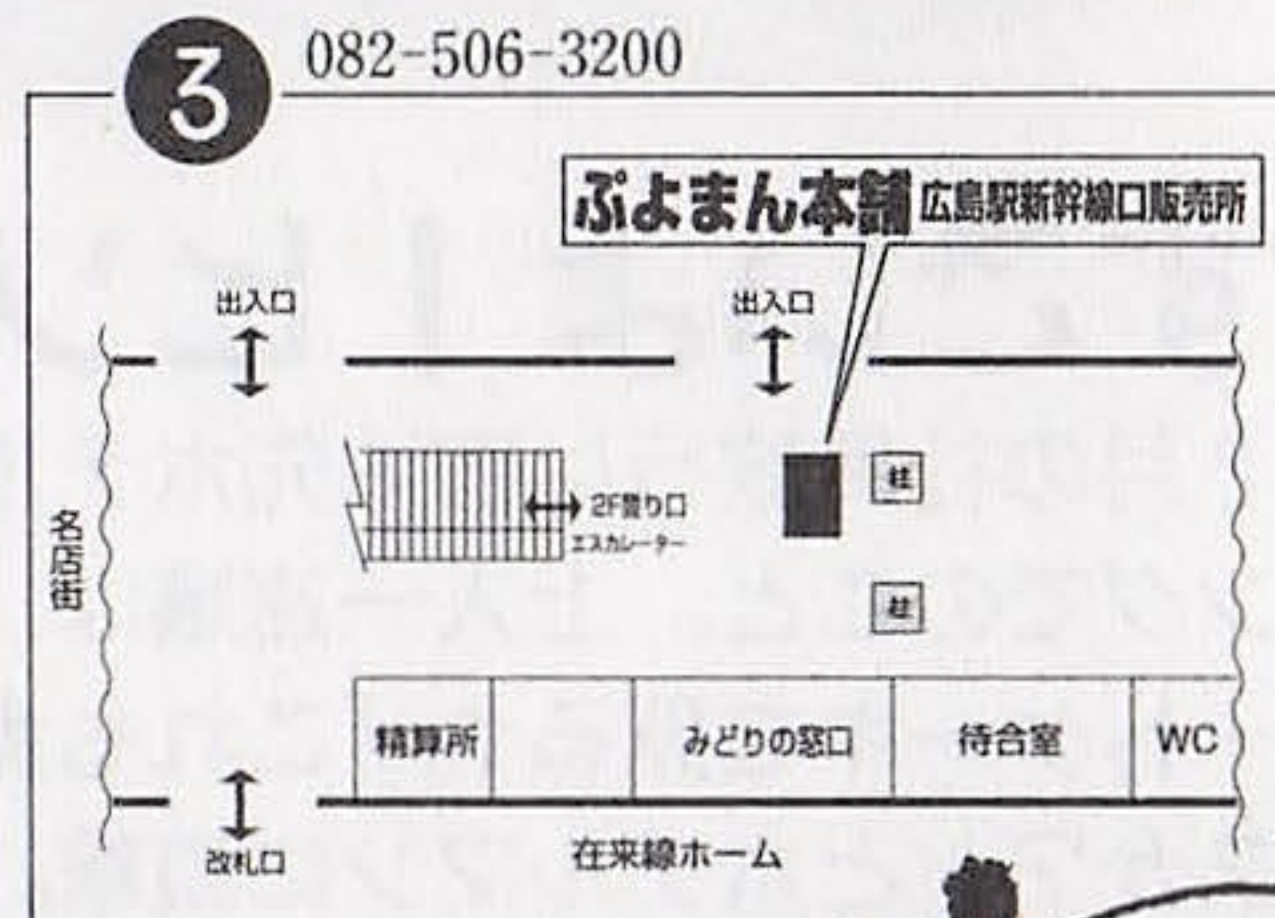 3
082-506-3200
ぷよまん本舗 広島駅新幹線口販売所
出入口
出入口
2F登り口
エスカレーター
柱
柱
名店街
精算所
みどりの窓口
待合室
WC
改札口
在来線ホーム